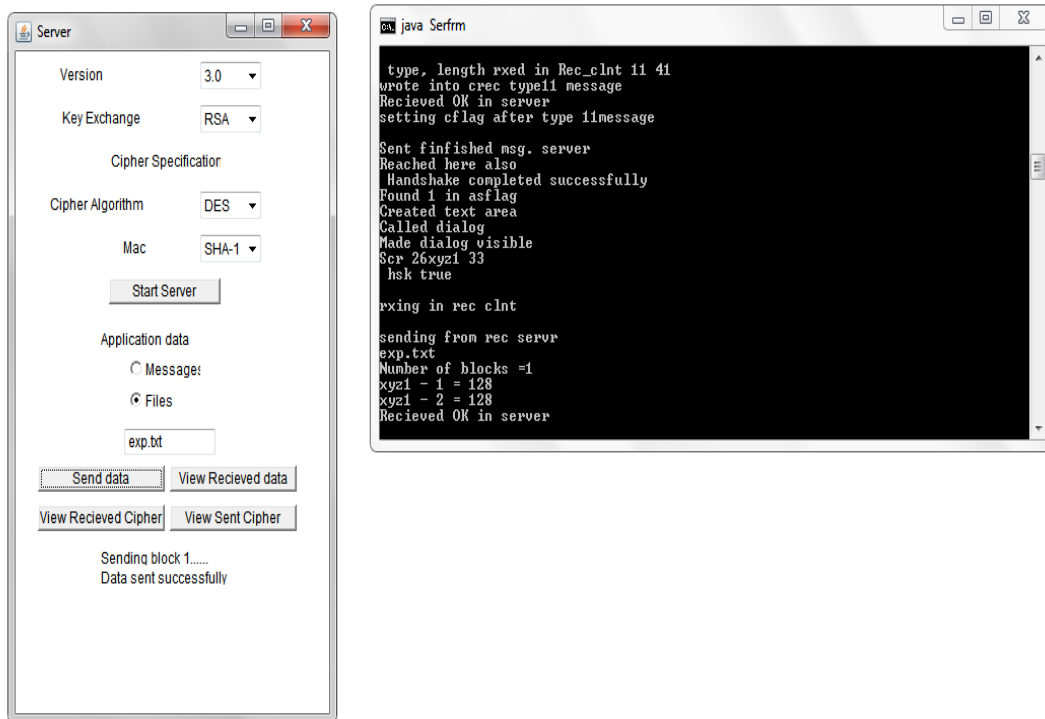 Server
Version 3.0
Key Exchange RSA
Cipher Specification
Cipher Algorithm DES
Mac SHA-1
Start Server
Application data
Messages
Files
exp.txt
Send data View Recieved data
View Recieved Cipher View Sent Cipher
Sending block 1......
Data sent successfully
C:\. java Serfrm
type, length rxed in Rec_clnt 11 41
wrote into crec type11 message
Recieved OK in server
setting cflag after type 11message
Sent finfished msg. server
Reached here also
Handshake completed successfully
Found 1 in asflag
Created text area
Called dialog
Made dialog visible
Scr 26xyz1 33
hsk true
rxing in rec clnt
sending from rec servr
exp.txt
Number of blocks =1
xyz1 - 1 = 128
xyz1 - 2 = 128
Recieved OK in server